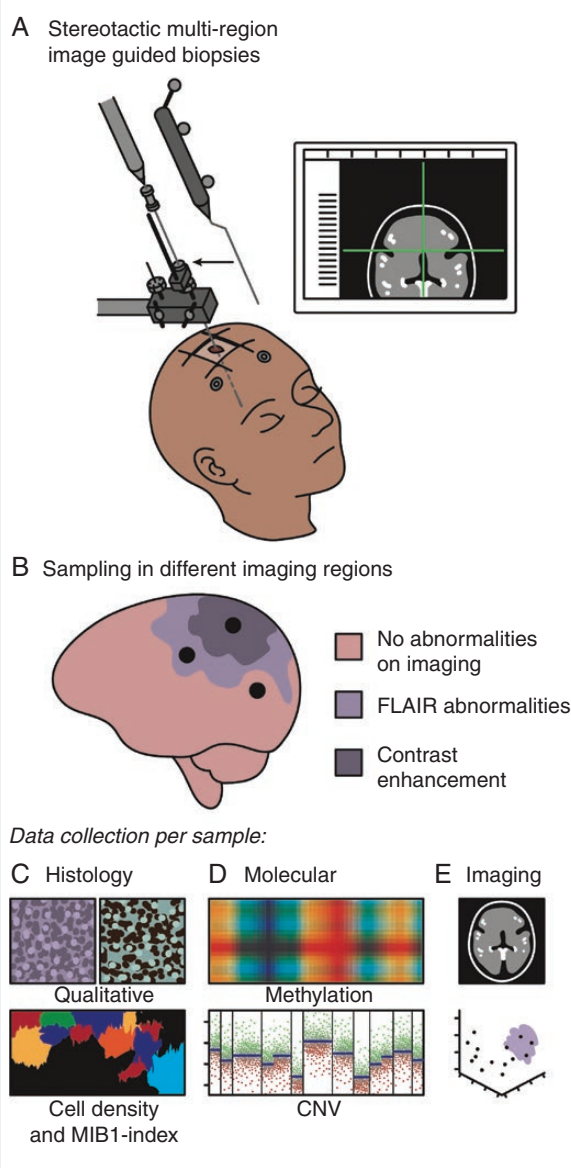 A Stereotactic multi-region
image guided biopsies
B Sampling in different imaging regions
No abnormalities
on imaging
FLAIR abnormalities
Contrast
enhancement
Data collection per sample:
C Histology
D Molecular
E Imaging
Qualitative
Methylation
Cell density
and MIB1-index
CNV